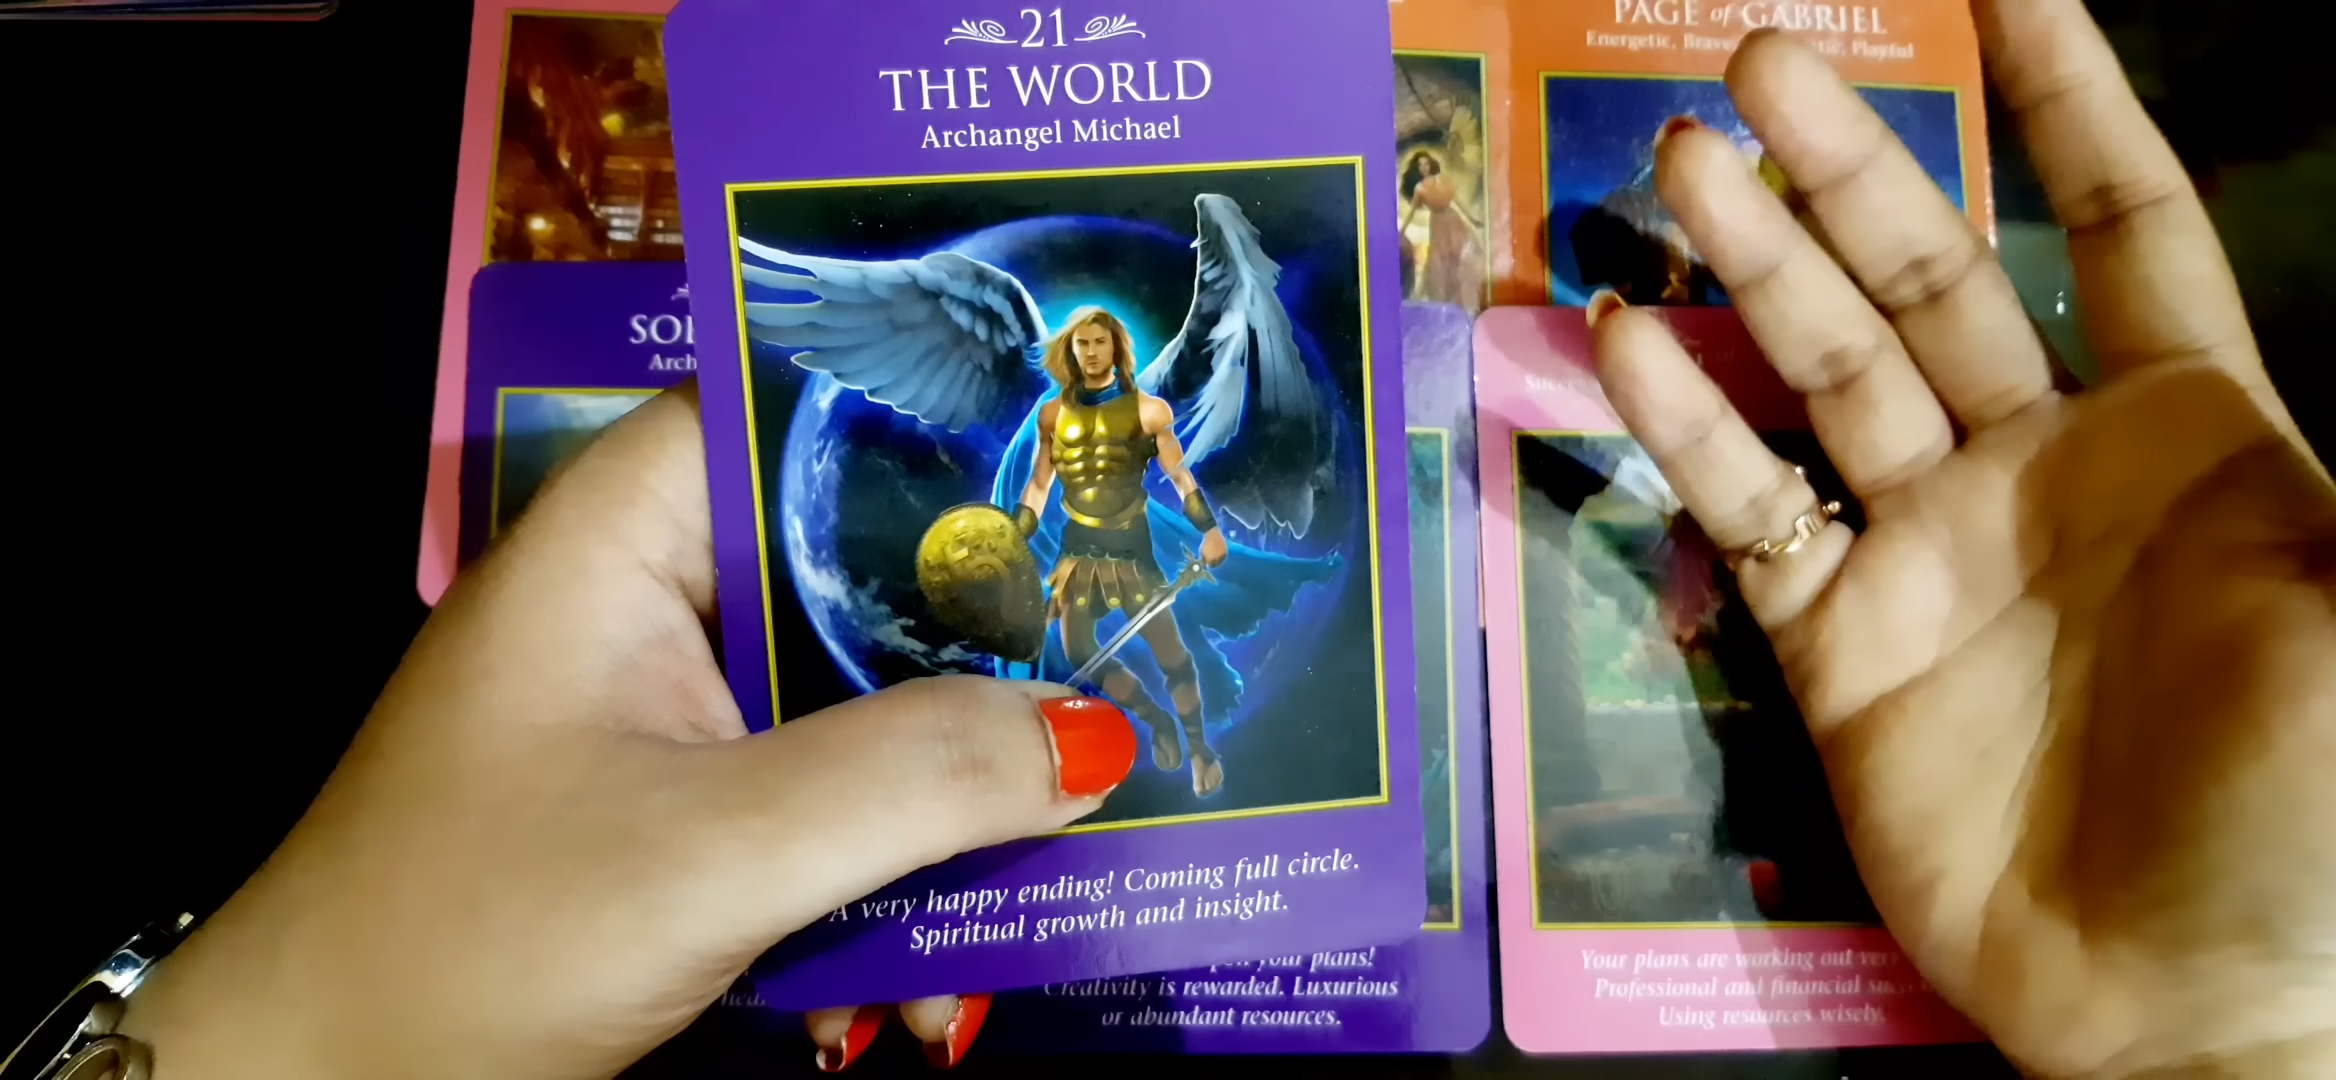 21
THE WORLD
Archangel Michael
A very happy ending! Coming full circle.
Spiritual growth and insight.
PAGE of GABRIEL
Energetic, Playful
your plans!
Creativity is rewarded. Luxurious
or abundant resources.
Your plans are working out
Professional and financial
Using resources wisely.